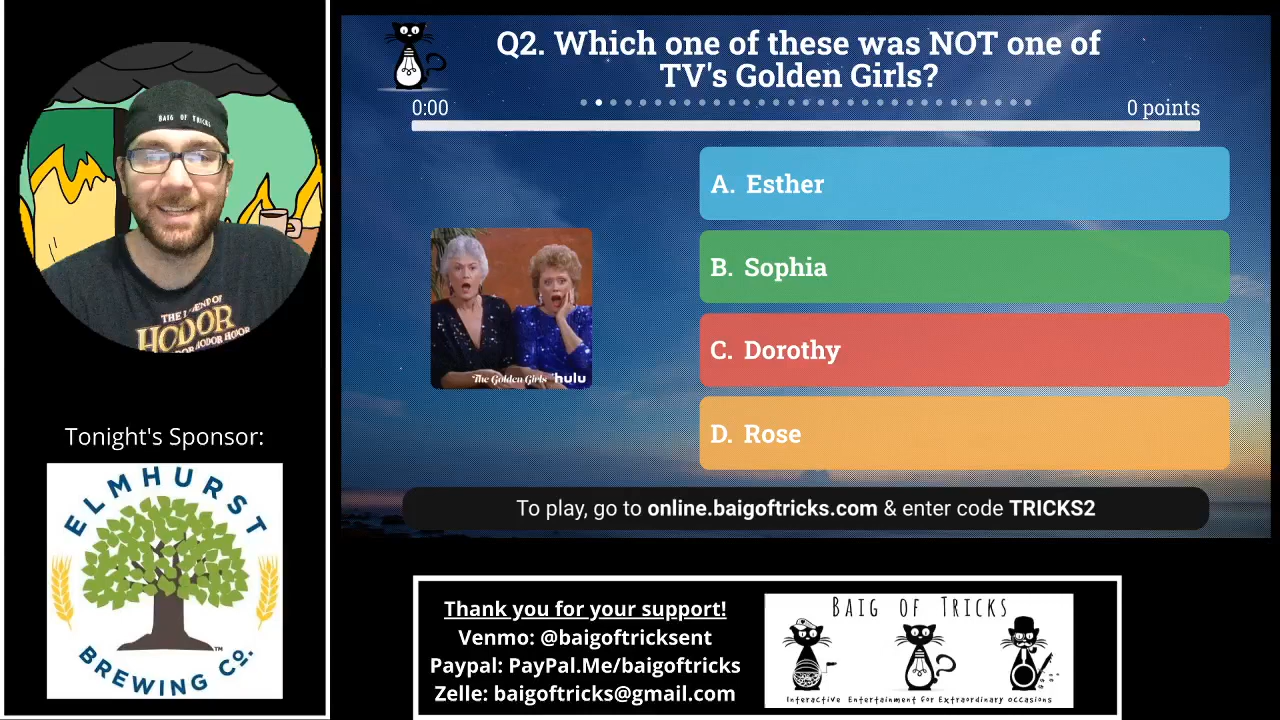 Q2. Which one of these was NOT one of
TV's Golden Girls?
0:00
0 points
A. Esther
B. Sophia
C. Dorothy
D. Rose
The Golden Girls hulu
To play, go to online.baigoftricks.com & enter code TRICKS2
BAIG OF TRICKS
THE LEGEND OF
HODOR
HODOR HODOR
Tonight's Sponsor:
ELMHURST
BREWING CO.
TM
Thank you for your support!
Venmo: @baigoftricksent
Paypal: PayPal.Me/baigoftricks
Zelle: baigoftricks@gmail.com
BAIG OF TRICKS
Interactive Entertainment for Extraordinary occasions